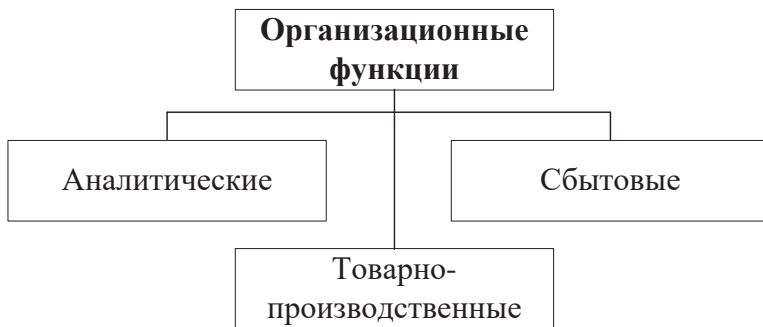 Организационные
функции
Аналитические
Сбытовые
Товарно-
производственные